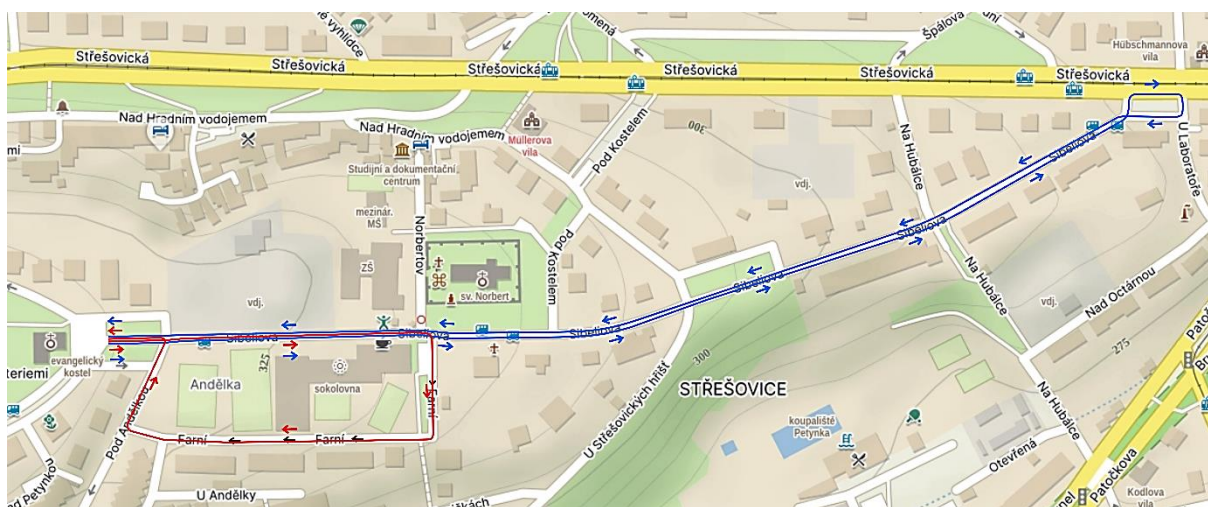 Střešovická
Střešovická
Střešovická
Střešovická
Střešovická
Střešovická
Špálova
Hübschmannova
vila
Nad Hradním vodojemem
Nad Hradním vodojemem
Müllerova
vila
Pod Kostelem
300
Na Hubálce
Sibeliova
U Laboratoře
Studijní a dokumentační
centrum
mezinár.
MŠ
Norbertov
ZŠ
vdj.
sv. Norbert
Pod
Kostelem
vdj.
Sibeliova
Sibeliova
Na Hubálce
vdj.
Nad Octárnou
Sibeliova
Sibeliova
Sibeliova
evangelický
kostel
325
Andělka
sokolovna
300
STŘEŠOVICE
275
Pod Andělkou
Farní
Farní
Farní
U Střešovických hřišť
koupaliště
Petynka
Na Hubálce
Otevřená
Patočkova
Kodlova
vila
U Andělky